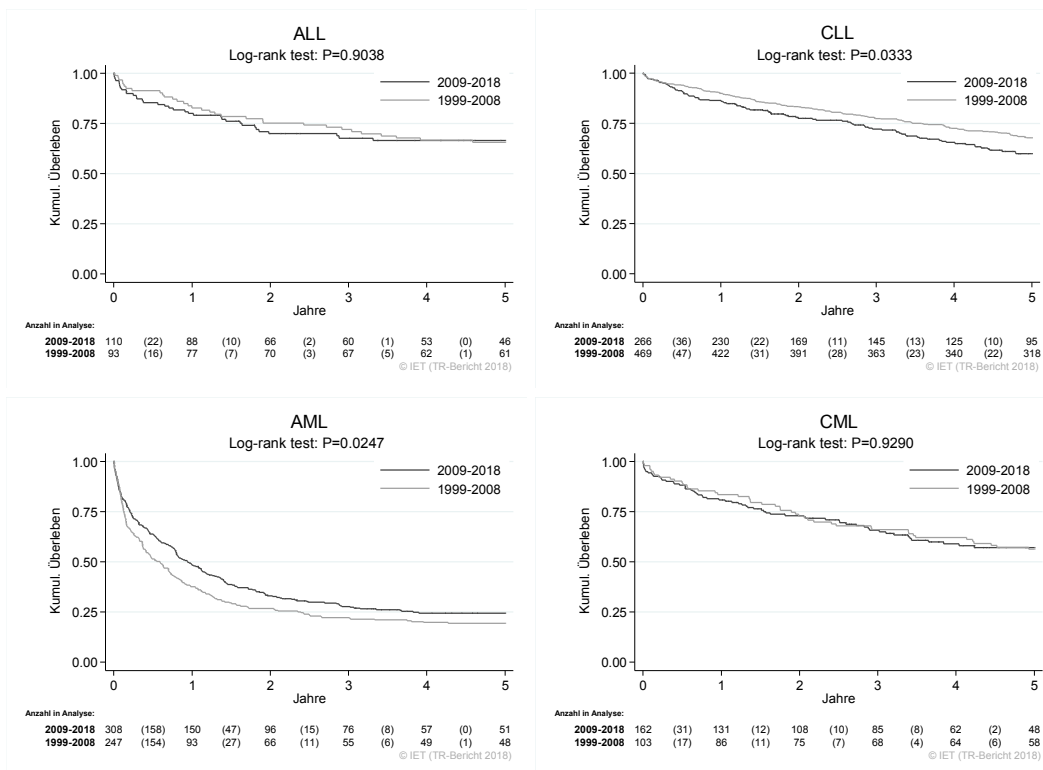 ALL
Log-rank test: P=0.9038
1.00
0.75
0.50
0.25
0.00
Kumul. Überleben
2009-2018
1999-2008
0 1 2 3 4 5
Jahre
Anzahl in Analyse:
2009-2018 110 (22) 88 (10) 66 (2) 60 (1) 53 (0) 46
1999-2008 93 (16) 77 (7) 70 (3) 67 (5) 62 (1) 61
© IET (TR-Bericht 2018)
CLL
Log-rank test: P=0.0333
1.00
0.75
0.50
0.25
0.00
Kumul. Überleben
2009-2018
1999-2008
0 1 2 3 4 5
Jahre
Anzahl in Analyse:
2009-2018 266 (36) 230 (22) 169 (11) 145 (13) 125 (10) 95
1999-2008 469 (47) 422 (31) 391 (28) 363 (23) 340 (22) 318
© IET (TR-Bericht 2018)
AML
Log-rank test: P=0.0247
1.00
0.75
0.50
0.25
0.00
Kumul. Überleben
2009-2018
1999-2008
0 1 2 3 4 5
Jahre
Anzahl in Analyse:
2009-2018 308 (158) 150 (47) 96 (15) 76 (8) 57 (0) 51
1999-2008 247 (154) 93 (27) 66 (11) 55 (6) 49 (1) 48
© IET (TR-Bericht 2018)
CML
Log-rank test: P=0.9290
1.00
0.75
0.50
0.25
0.00
Kumul. Überleben
2009-2018
1999-2008
0 1 2 3 4 5
Jahre
Anzahl in Analyse:
2009-2018 162 (31) 131 (12) 108 (10) 85 (8) 62 (2) 48
1999-2008 103 (17) 86 (11) 75 (7) 68 (4) 64 (6) 58
© IET (TR-Bericht 2018)